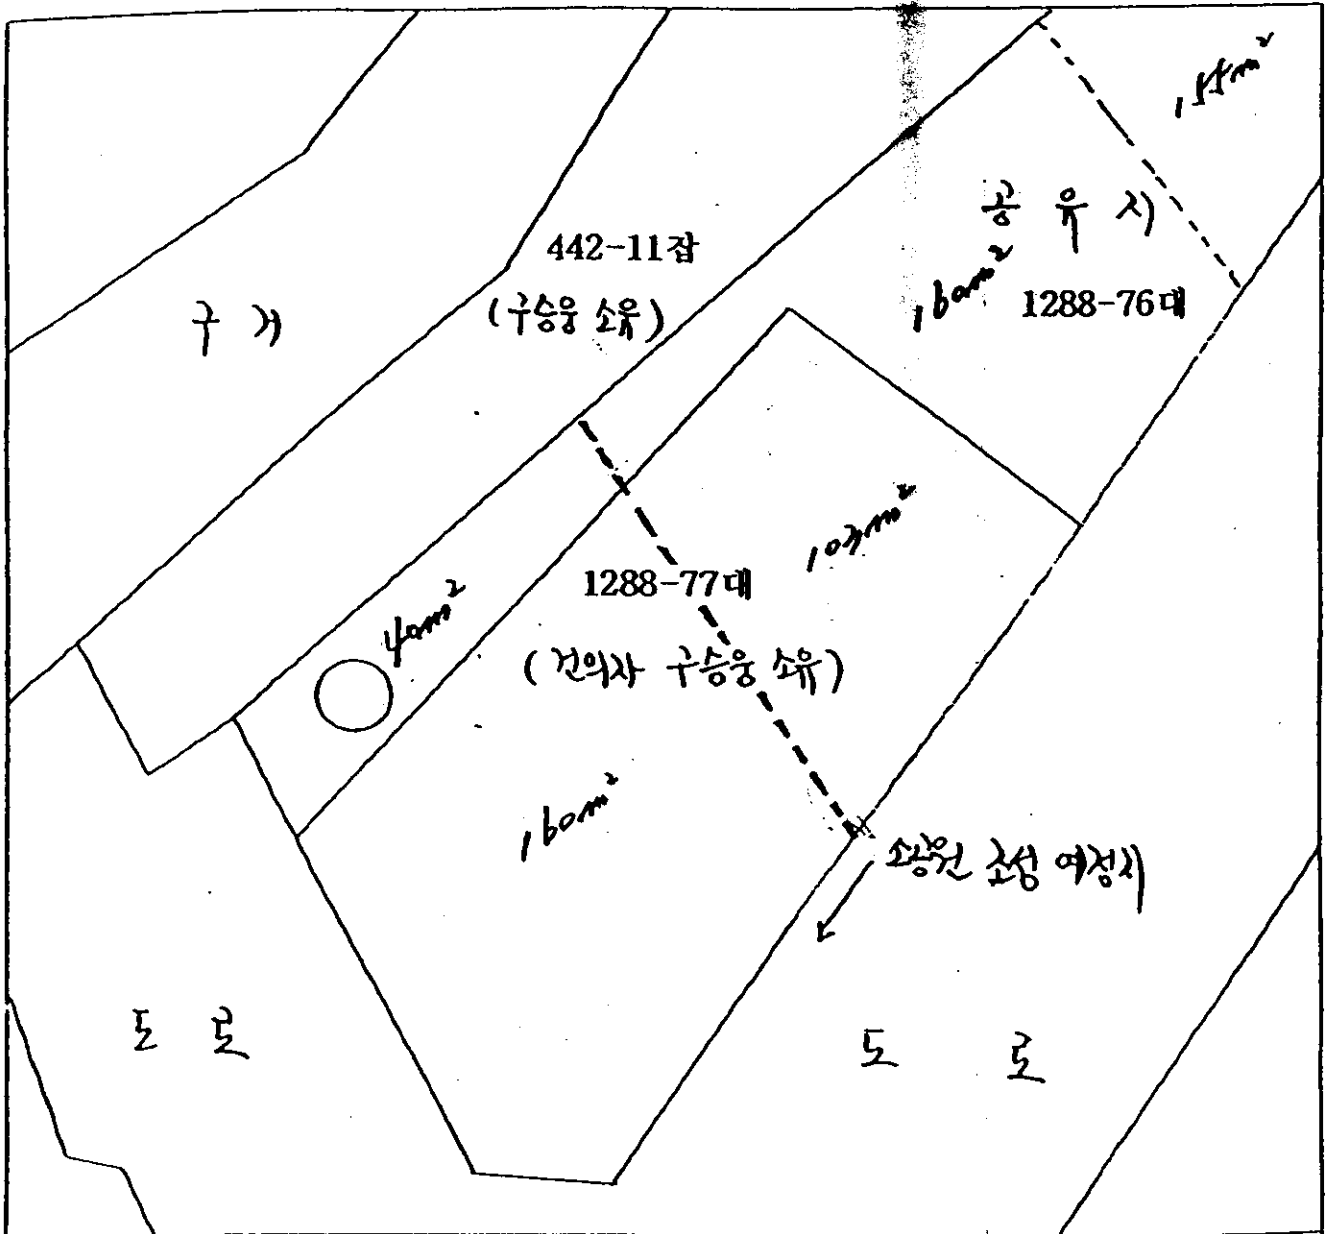 공유지
442-11잡
1288-76대
(구승웅 소유)
구거
160m²
103m²
1288-77대
40m²
(건의자 구승웅 소유)
160m²
소공원 조성 예정지
도로
도로